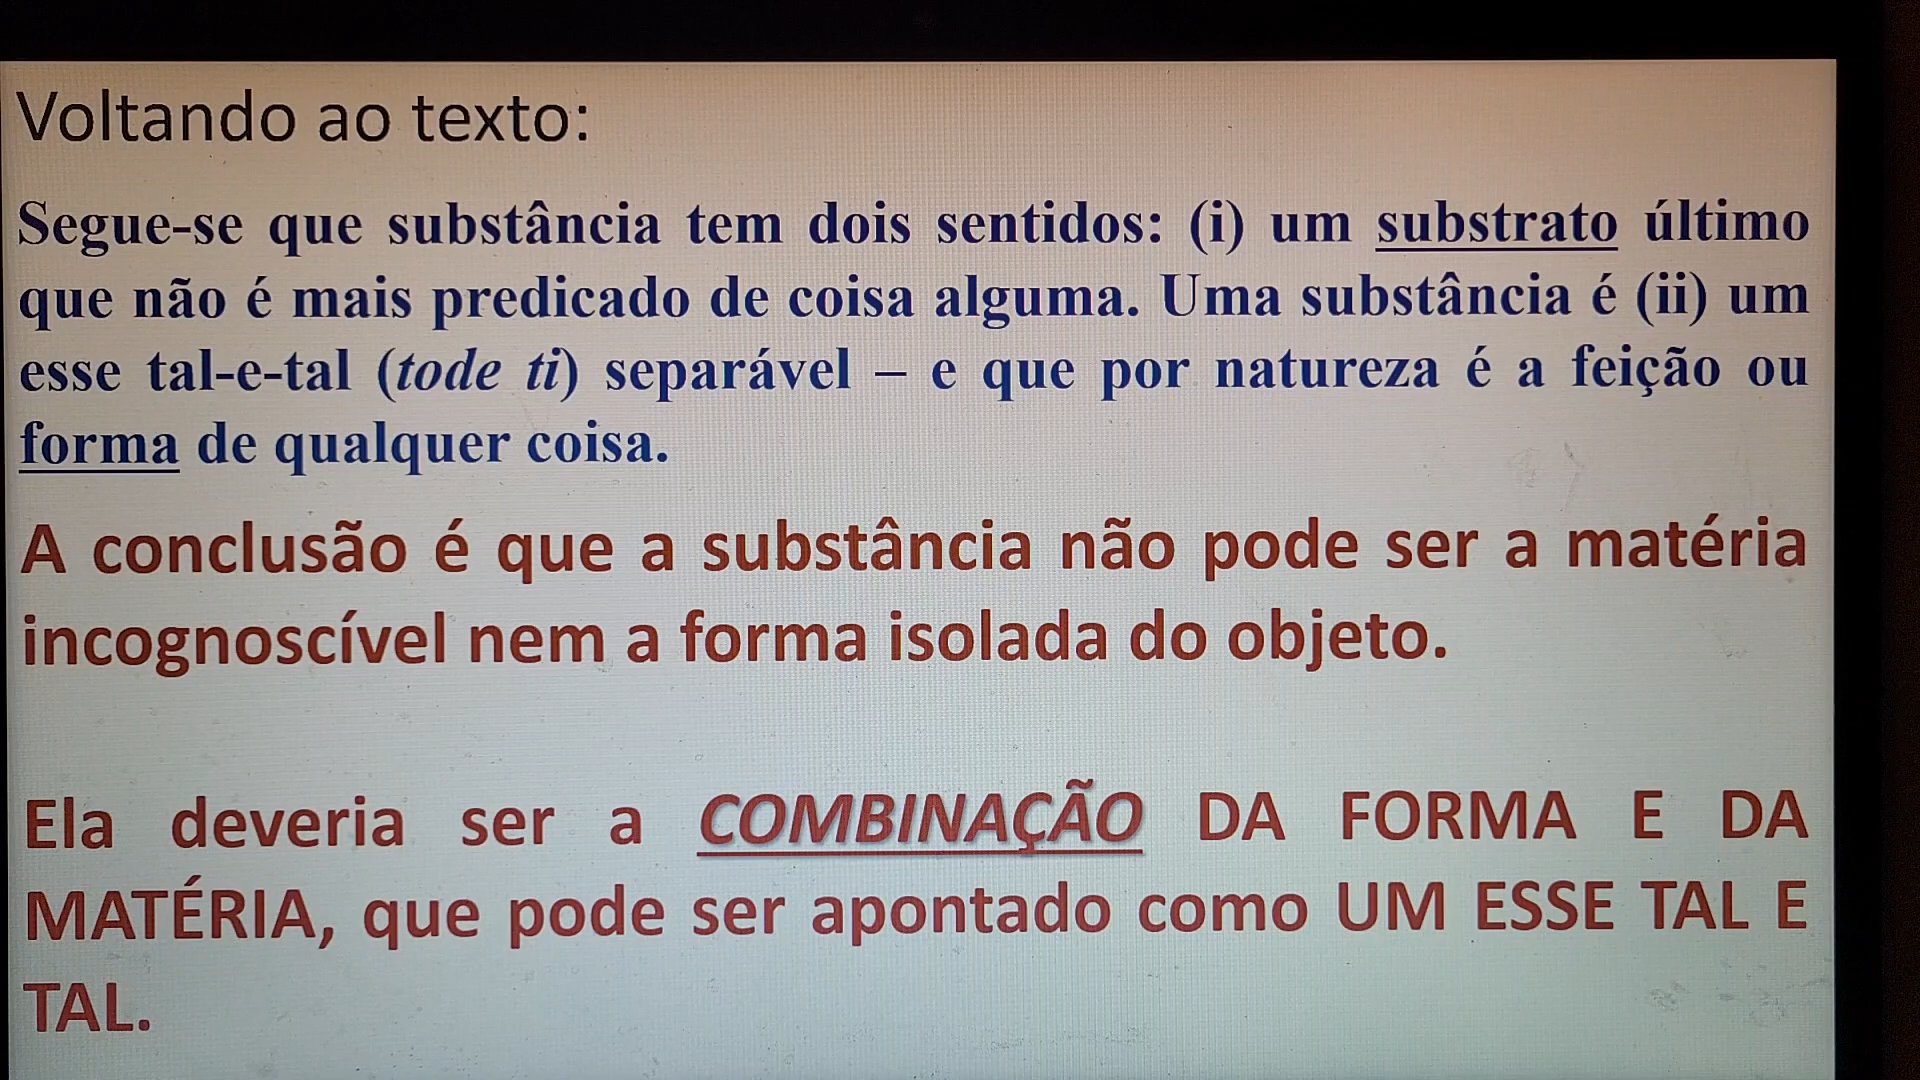 Voltando ao texto:
Segue-se que substância tem dois sentidos: (i) um substrato último
que não é mais predicado de coisa alguma. Uma substância é (ii) um
esse tal-e-tal (tode ti) separável – e que por natureza é a feição ou
forma de qualquer coisa.
A conclusão é que a substância não pode ser a matéria
incognoscível nem a forma isolada do objeto.
Ela deveria ser a COMBINAÇÃO DA FORMA E DA
MATÉRIA, que pode ser apontado como UM ESSE TAL E
TAL.